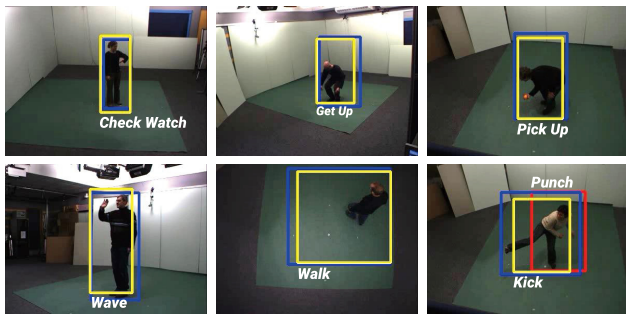 Check Watch
Get Up
Pick Up
Wave
Walk
Punch
Kick